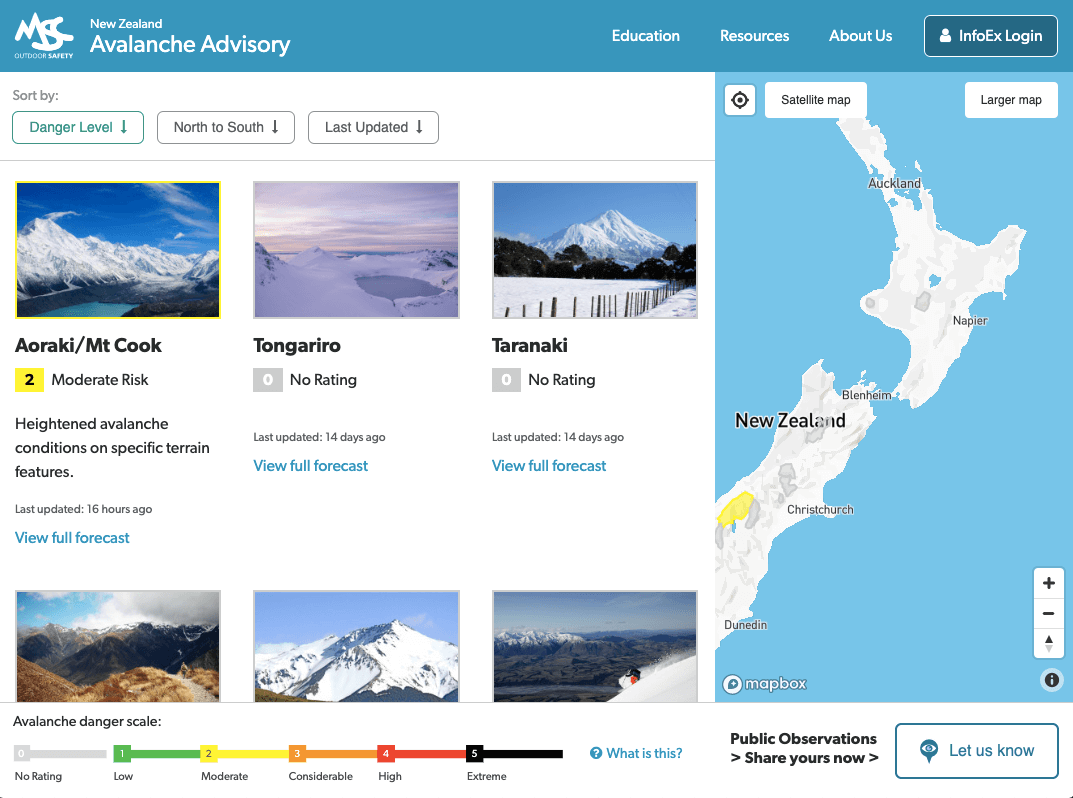 MSC
OUTDOOR SAFETY
New Zealand
Avalanche Advisory
Education
Resources
About Us
InfoEx Login
Sort by:
Danger Level ↓
North to South ↓
Last Updated ↓
Aoraki/Mt Cook
2 Moderate Risk
Heightened avalanche
conditions on specific terrain
features.
Last updated: 16 hours ago
View full forecast
Tongariro
0 No Rating
Last updated: 14 days ago
View full forecast
Taranaki
0 No Rating
Last updated: 14 days ago
View full forecast
Satellite map
Larger map
Auckland
Napier
Blenheim
New Zealand
Christchurch
Dunedin
mapbox
Avalanche danger scale:
0
No Rating
1
Low
2
Moderate
3
Considerable
4
High
5
Extreme
What is this?
Public Observations
> Share yours now >
Let us know